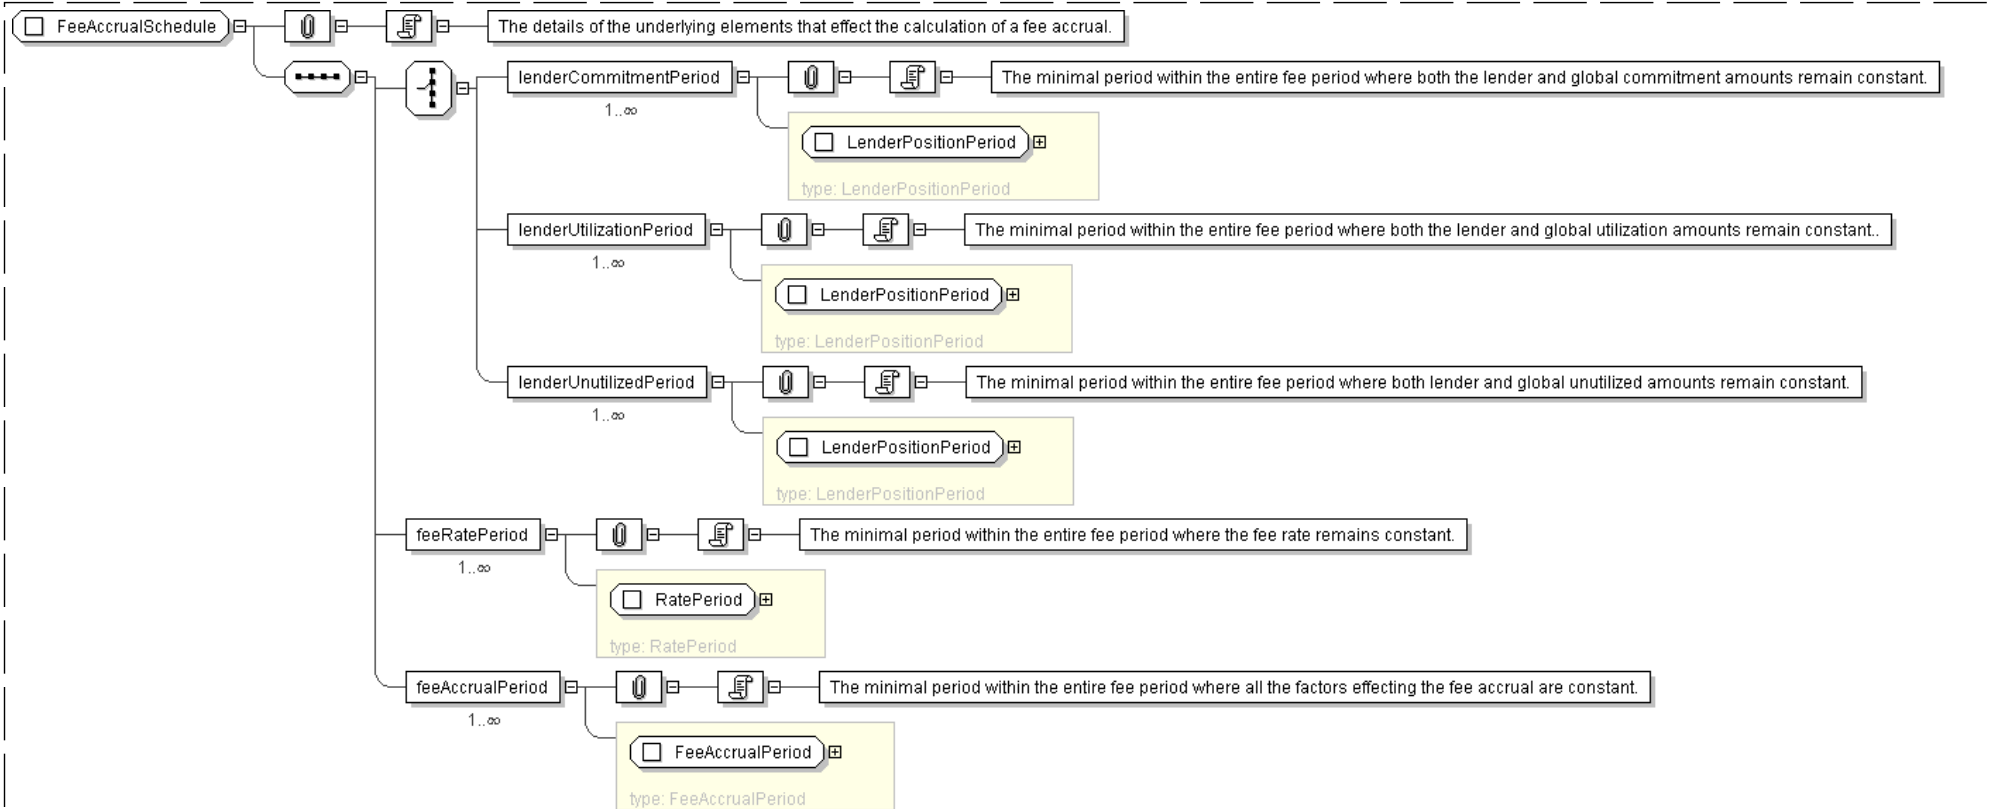 FeeAccrualSchedule
The details of the underlying elements that effect the calculation of a fee accrual.
lenderCommitmentPeriod
The minimal period within the entire fee period where both the lender and global commitment amounts remain constant.
1..∞
LenderPositionPeriod
type: LenderPositionPeriod
lenderUtilizationPeriod
The minimal period within the entire fee period where both the lender and global utilization amounts remain constant..
1..∞
LenderPositionPeriod
type: LenderPositionPeriod
lenderUnutilizedPeriod
The minimal period within the entire fee period where both lender and global unutilized amounts remain constant.
1..∞
LenderPositionPeriod
type: LenderPositionPeriod
feeRatePeriod
The minimal period within the entire fee period where the fee rate remains constant.
1..∞
RatePeriod
type: RatePeriod
feeAccrualPeriod
The minimal period within the entire fee period where all the factors effecting the fee accrual are constant.
1..∞
FeeAccrualPeriod
type: FeeAccrualPeriod